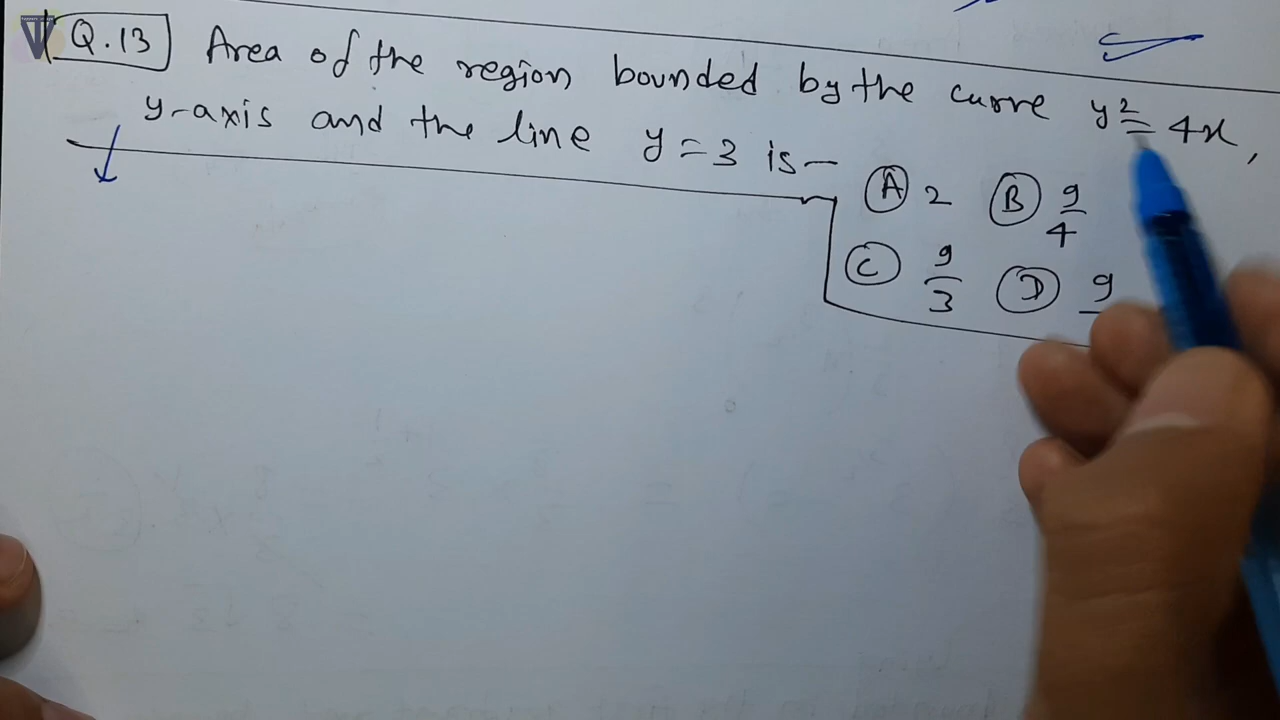 Q.13 Area of the region bounded by the curve y² = 4x,
y-axis and the line y = 3 is —
(A) 2 (B) 9/4
(C) 9/3 (D) 9